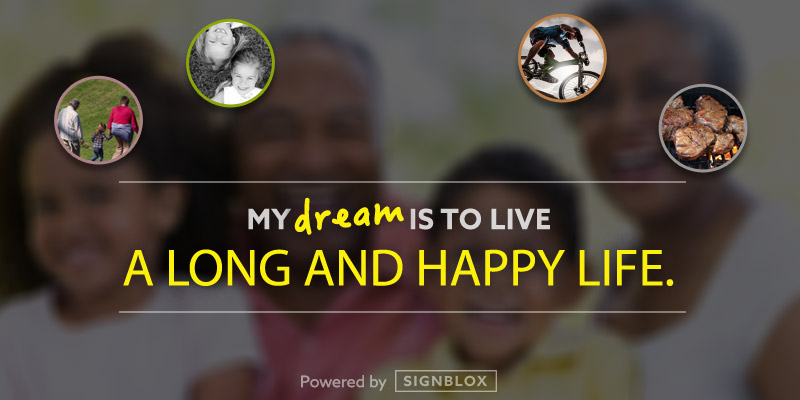 MY dream IS TO LIVE
A LONG AND HAPPY LIFE.
Powered by SIGNBLOX